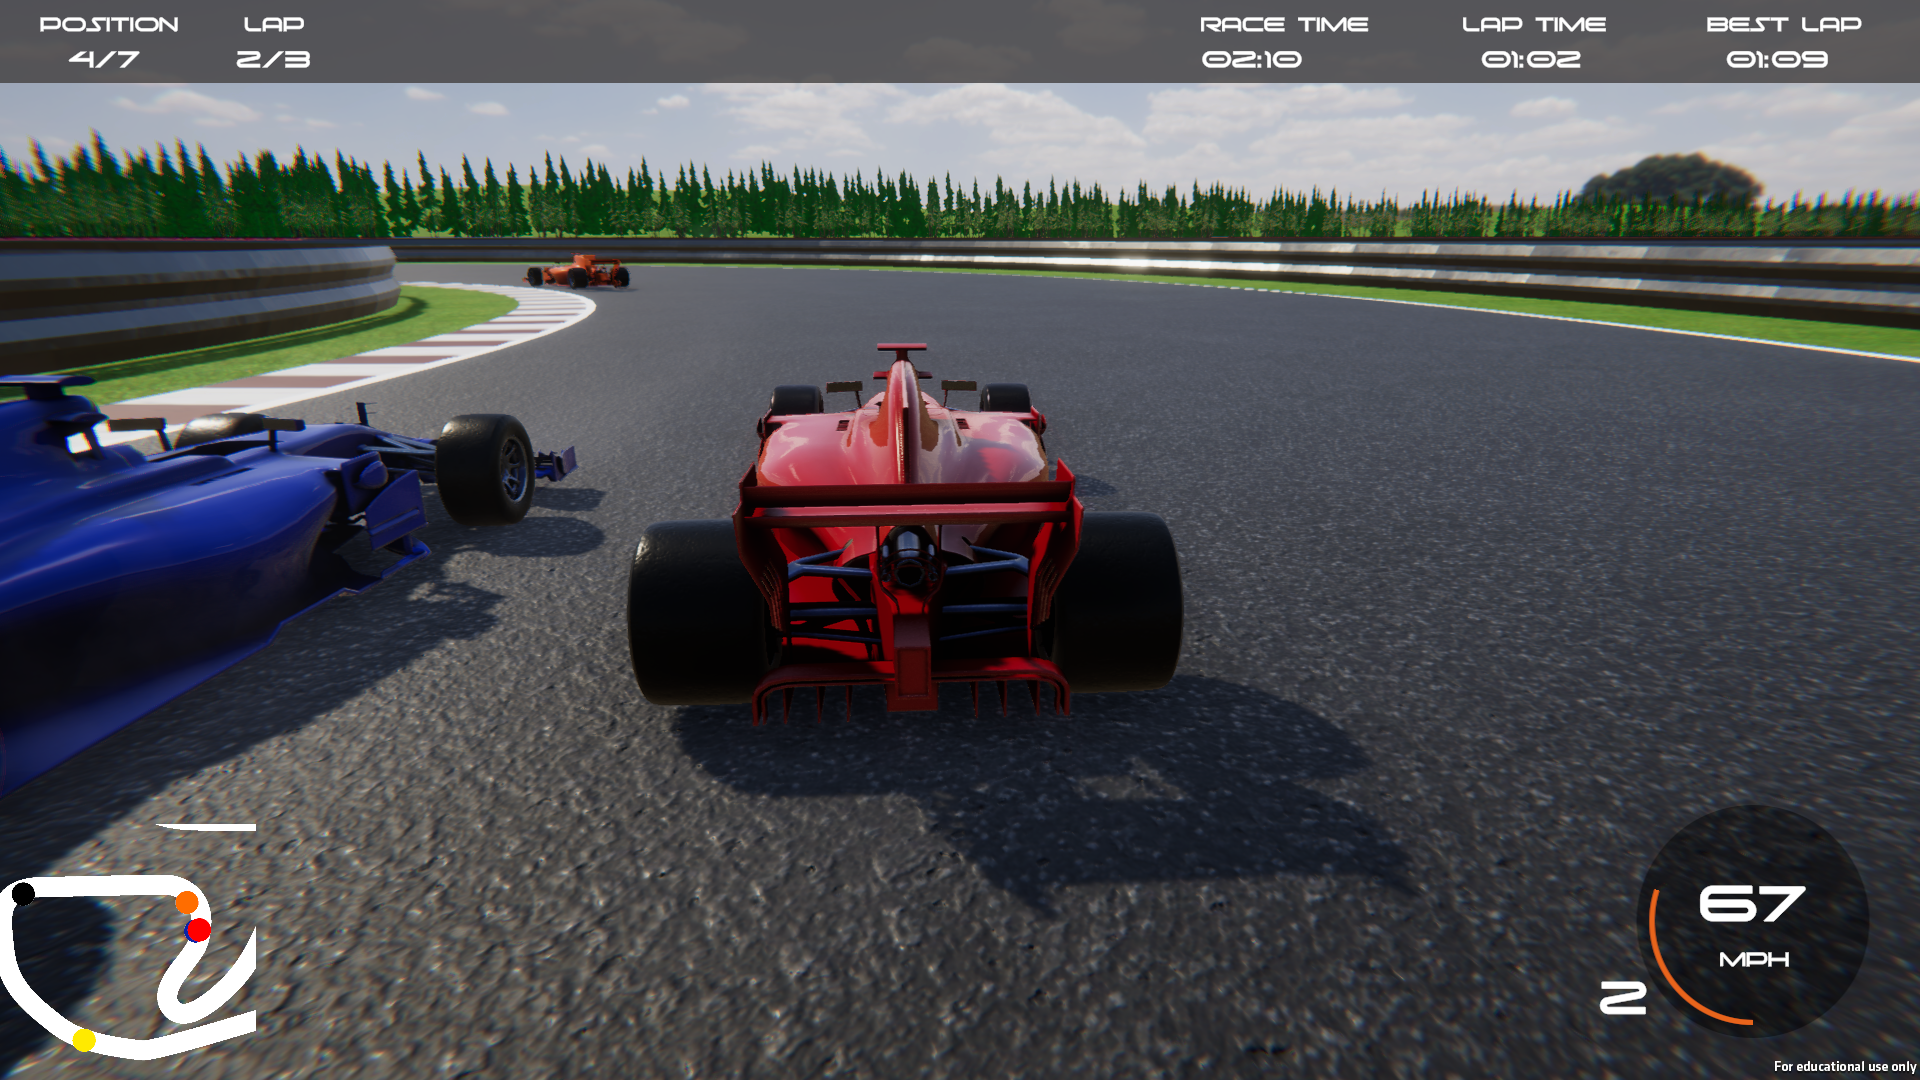 POSITION
4/7
LAP
2/3
RACE TIME
02:10
LAP TIME
01:02
BEST LAP
01:09
67
MPH
2
For educational use only